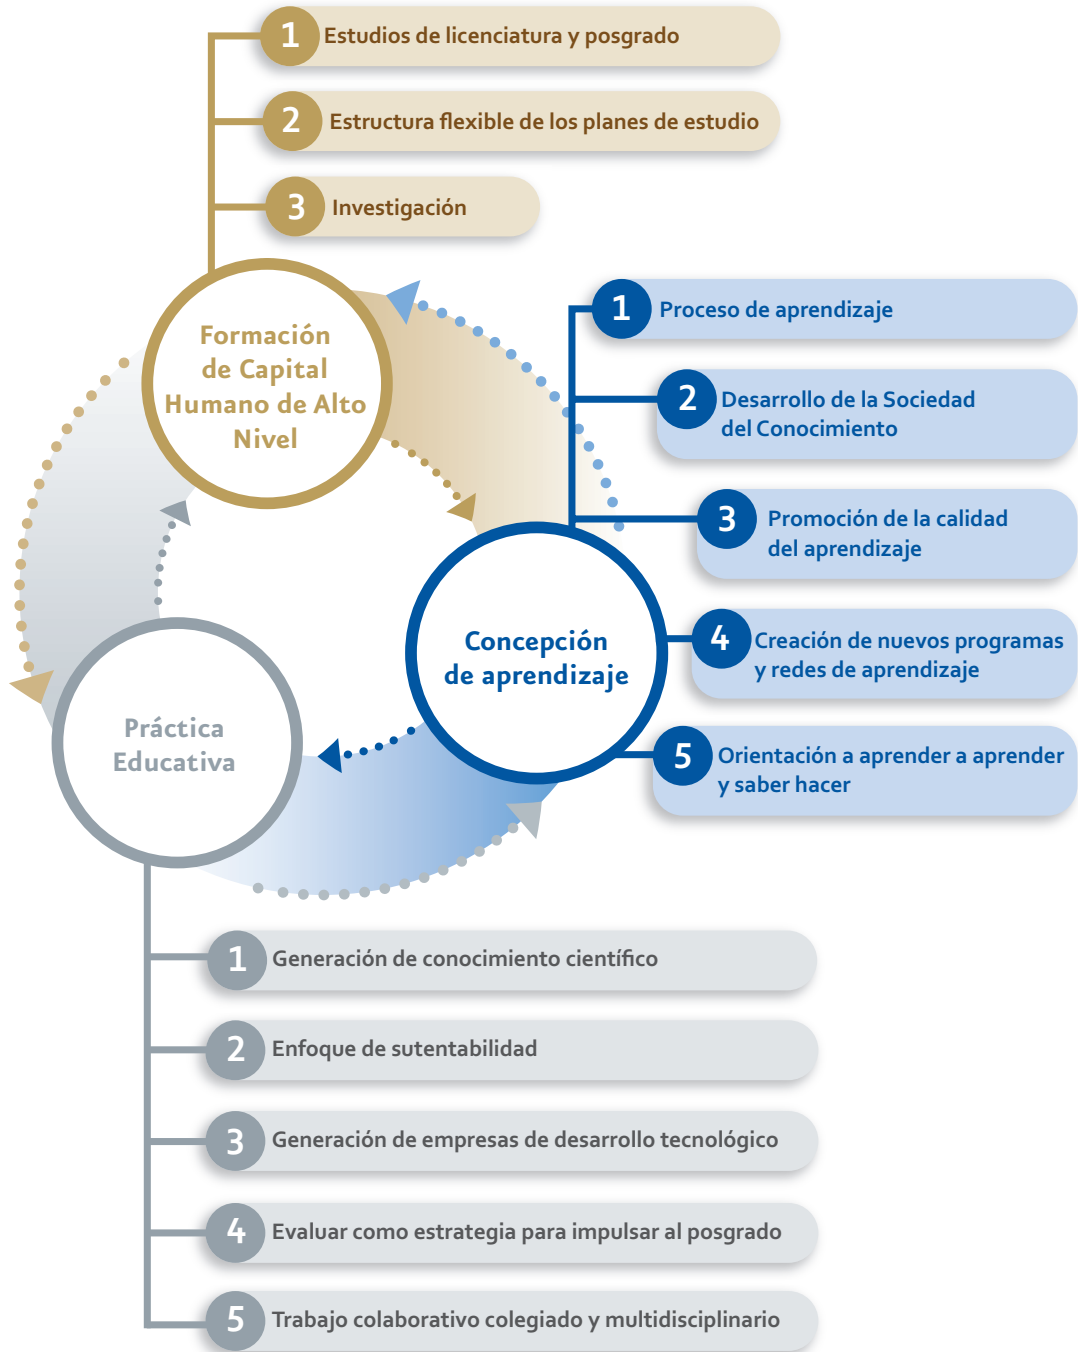 1 Estudios de licenciatura y posgrado
2 Estructura flexible de los planes de estudio
3 Investigación
Formación
de Capital
Humano de Alto
Nivel
1 Proceso de aprendizaje
2 Desarrollo de la Sociedad
del Conocimiento
3 Promoción de la calidad
del aprendizaje
4 Creación de nuevos programas
y redes de aprendizaje
5 Orientación a aprender a aprender
y saber hacer
Concepción
de aprendizaje
Práctica
Educativa
1 Generación de conocimiento científico
2 Enfoque de sutentabilidad
3 Generación de empresas de desarrollo tecnológico
4 Evaluar como estrategia para impulsar al posgrado
5 Trabajo colaborativo colegiado y multidisciplinario